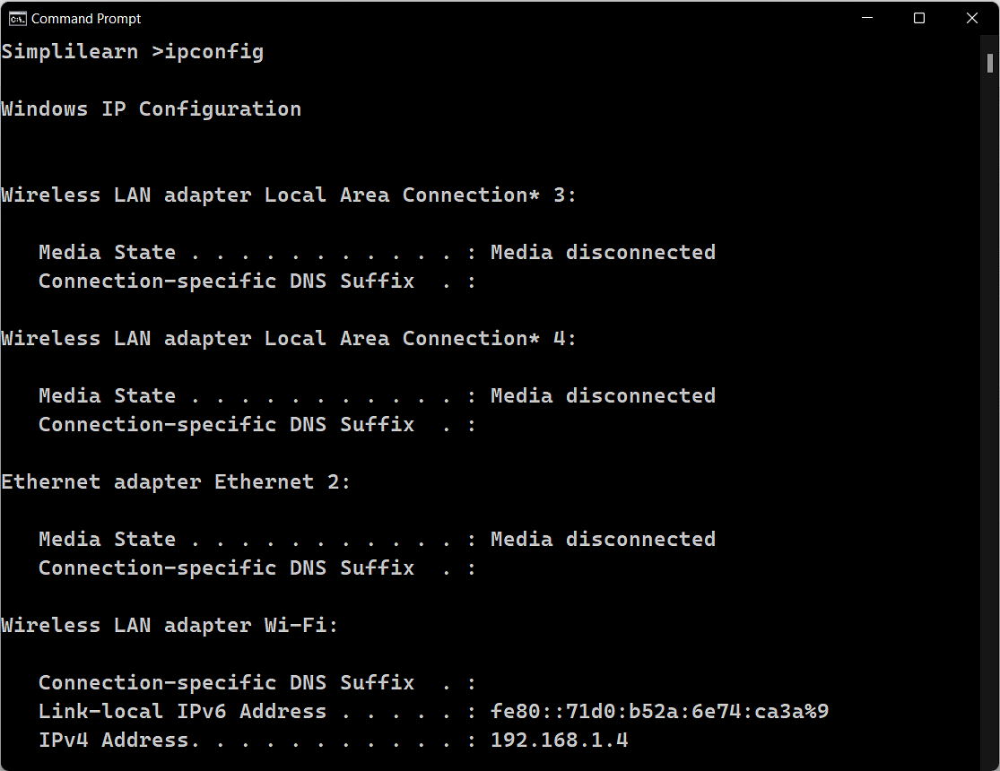 Command Prompt
Simplilearn >ipconfig
Windows IP Configuration
Wireless LAN adapter Local Area Connection* 3:
Media State . . . . . . . . . . . : Media disconnected
Connection-specific DNS Suffix  . :
Wireless LAN adapter Local Area Connection* 4:
Media State . . . . . . . . . . . : Media disconnected
Connection-specific DNS Suffix  . :
Ethernet adapter Ethernet 2:
Media State . . . . . . . . . . . : Media disconnected
Connection-specific DNS Suffix  . :
Wireless LAN adapter Wi-Fi:
Connection-specific DNS Suffix  . :
Link-local IPv6 Address . . . . . : fe80::71d0:b52a:6e74:ca3a%9
IPv4 Address. . . . . . . . . . . : 192.168.1.4